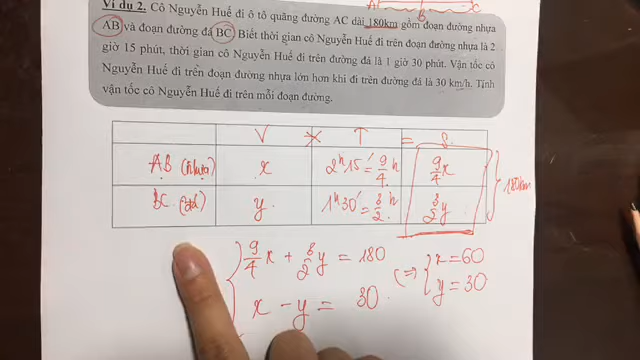 A B C
Ví dụ 2. Cô Nguyễn Huế đi ô tô quãng đường AC dài 180km gồm đoạn đường nhựa
AB và đoạn đường đá BC. Biết thời gian cô Nguyễn Huế đi trên đoạn đường nhựa là 2
giờ 15 phút, thời gian cô Nguyễn Huế đi trên đường đá là 1 giờ 30 phút. Vận tốc cô
Nguyễn Huế đi trên đoạn đường nhựa lớn hơn khi đi trên đường đá là 30 km/h. Tính
vận tốc cô Nguyễn Huế đi trên mỗi đoạn đường.
V × T = S
AB (nhựa) x 2h15' = 9/4 h 9/4 x
BC (đá) y 1h30' = 3/2 h 3/2 y
180km
9/4 x + 3/2 y = 180
x - y = 30
(=) x = 60
y = 30